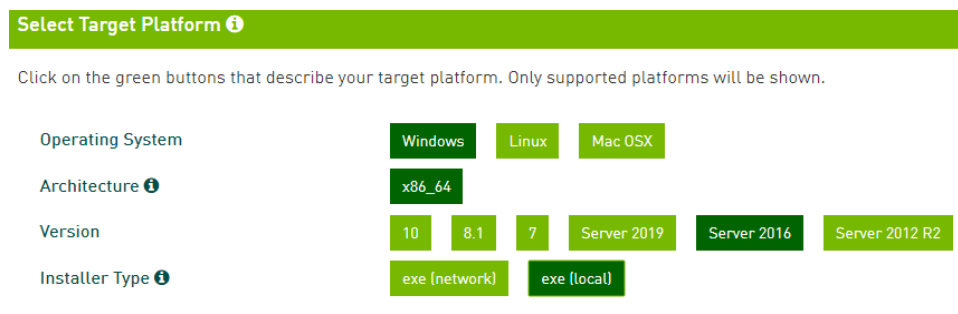 Select Target Platform
Click on the green buttons that describe your target platform. Only supported platforms will be shown.
Operating System Windows Linux Mac OSX
Architecture x86_64
Version 10 8.1 7 Server 2019 Server 2016 Server 2012 R2
Installer Type exe (network) exe (local)